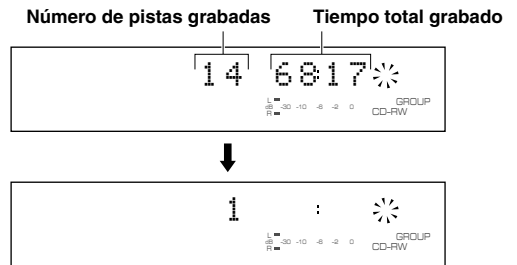 Número de pistas grabadas Tiempo total grabado
14 68:17
L
dB -30 -10 -6 -2 0 GROUP
R CD-RW
1 :
L
dB -30 -10 -6 -2 0 GROUP
R CD-RW